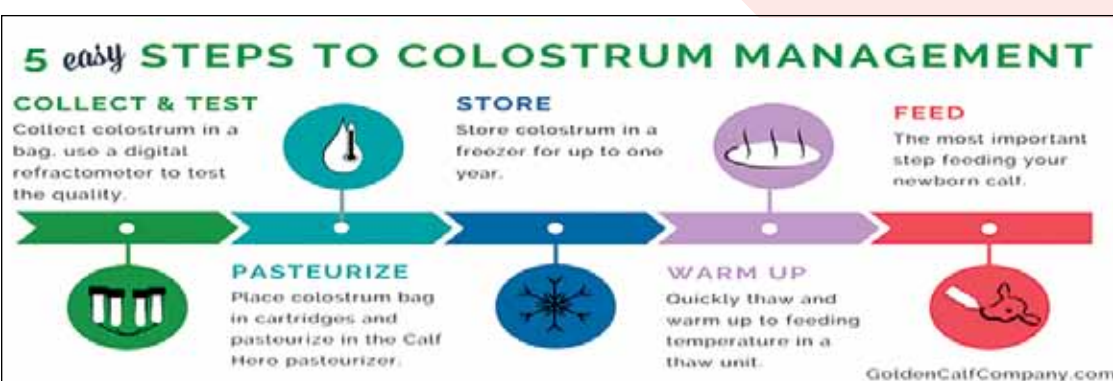 5 easy STEPS TO COLOSTRUM MANAGEMENT
COLLECT & TEST
Collect colostrum in a
bag, use a digital
refractometer to test
the quality.
PASTEURIZE
Place colostrum bag
in cartridges and
pasteurize in the Calf
Hero pasteurizer.
STORE
Store colostrum in a
freezer for up to one
year.
WARM UP
Quickly thaw and
warm up to feeding
temperature in a
thaw unit.
FEED
The most important
step feeding your
newborn calf.
GoldenCalfCompany.com